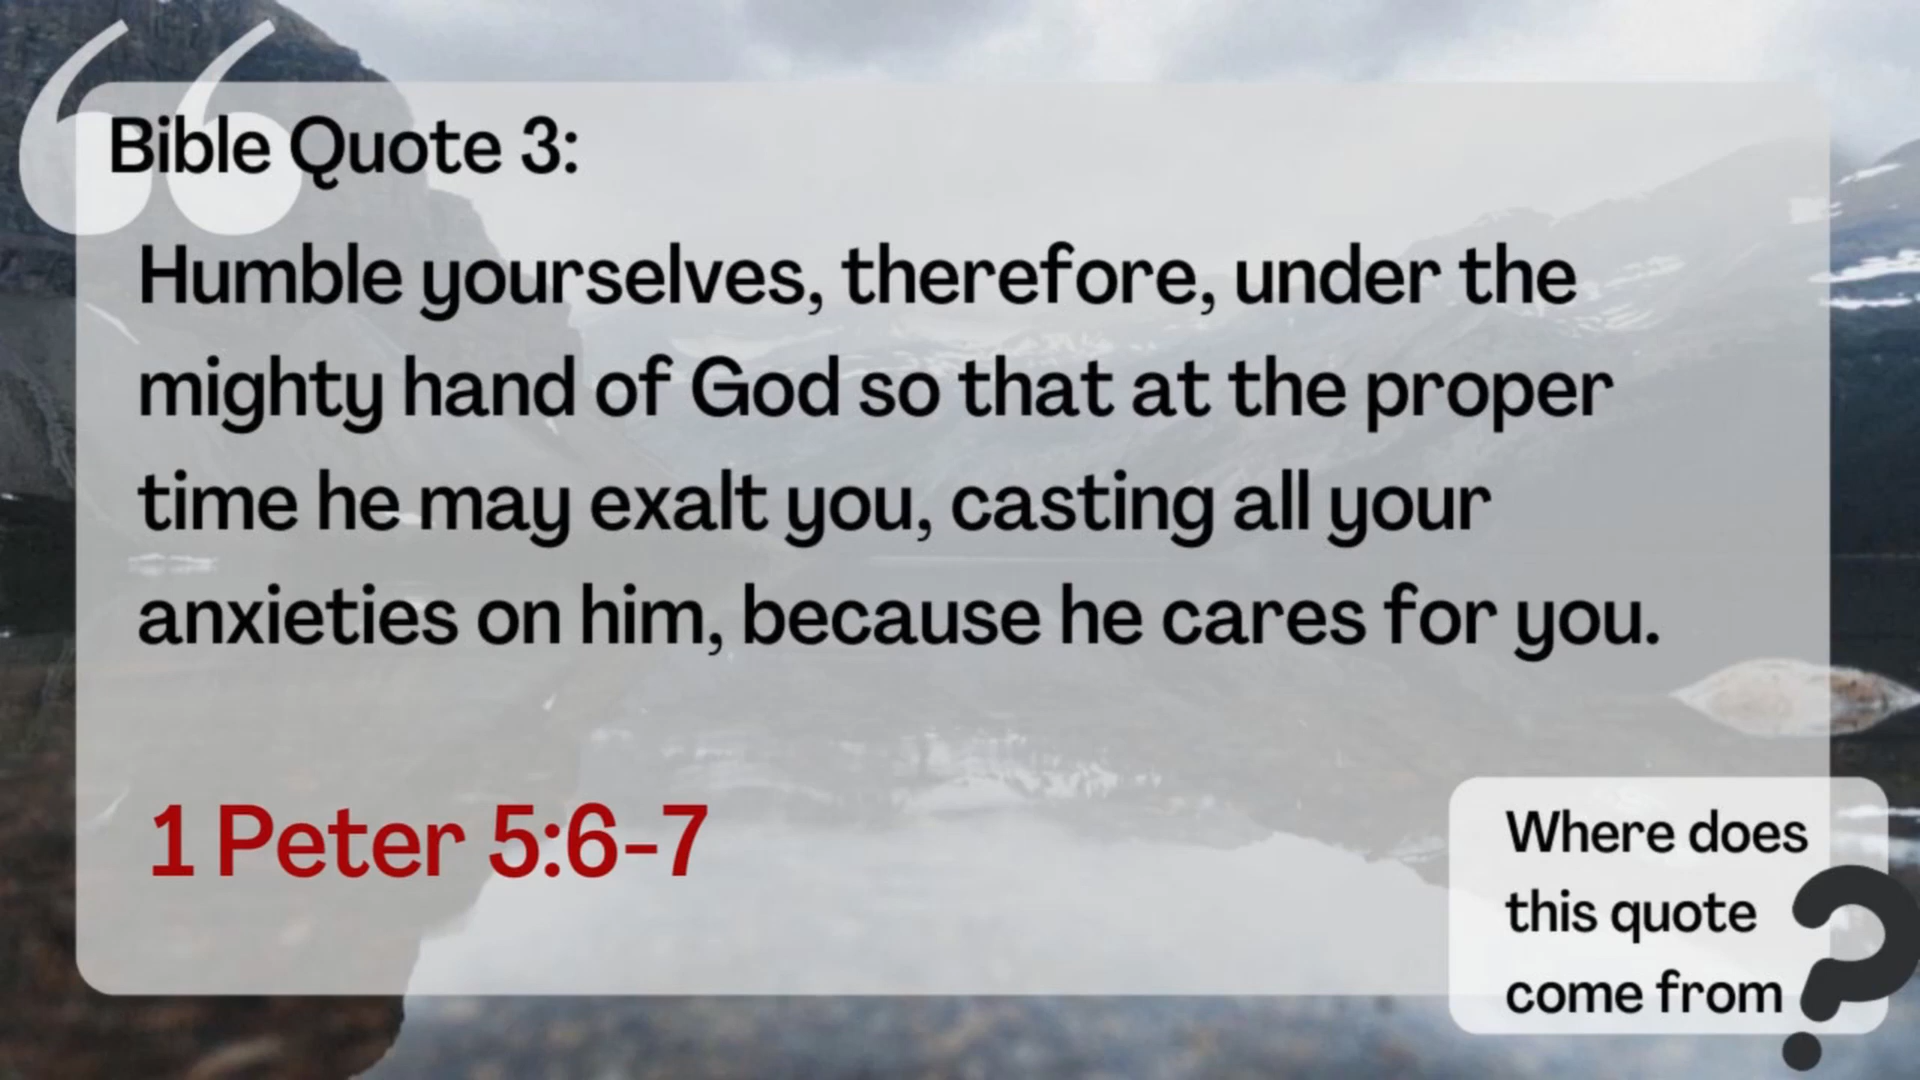 Bible Quote 3:
Humble yourselves, therefore, under the
mighty hand of God so that at the proper
time he may exalt you, casting all your
anxieties on him, because he cares for you.
1 Peter 5:6-7
Where does
this quote
come from?